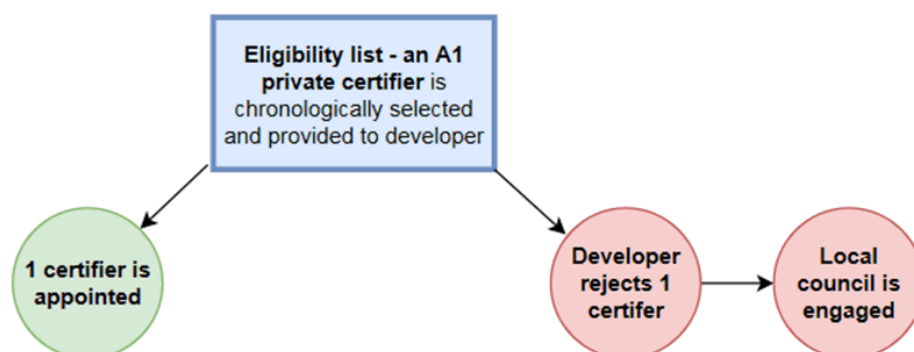 Eligibility list - an A1
private certifier is
chronologically selected
and provided to developer
1 certifier is
appointed
Developer
rejects 1
certifer
Local
council is
engaged